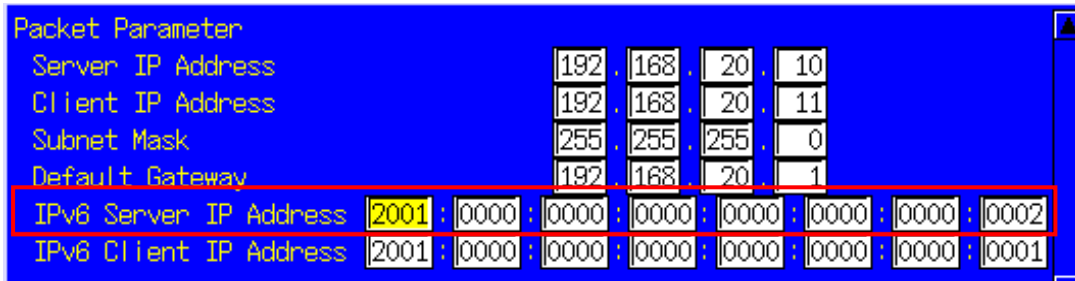 Packet Parameter
Server IP Address 192 . 168 . 20 . 10
Client IP Address 192 . 168 . 20 . 11
Subnet Mask 255 . 255 . 255 . 0
Default Gateway 192 . 168 . 20 . 1
IPv6 Server IP Address 2001 : 0000 : 0000 : 0000 : 0000 : 0000 : 0000 : 0002
IPv6 Client IP Address 2001 : 0000 : 0000 : 0000 : 0000 : 0000 : 0000 : 0001